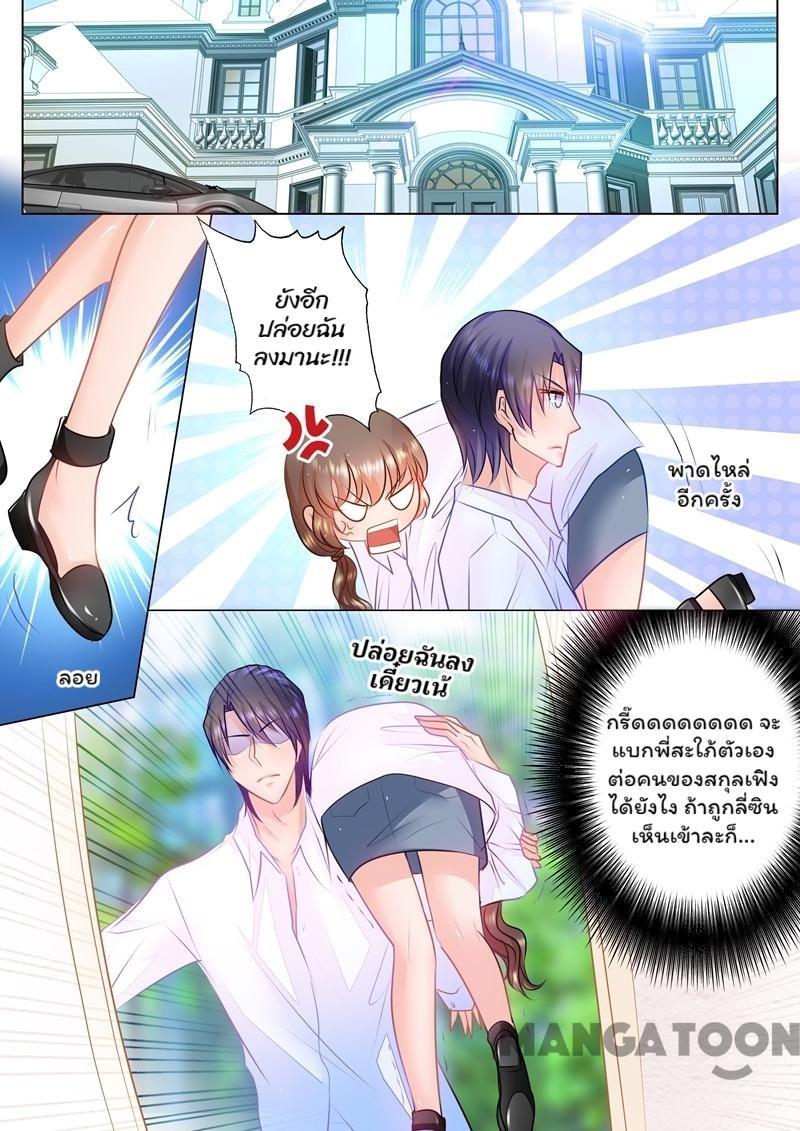 ยังอีก
ปล่อยฉัน
ลงมานะ!!!
พาดไหล่
อีกครั้ง
ลอย
ปล่อยฉันลง
เดี๋ยวเน้
กรี๊ดดดดดดดด จะ
แบกพี่สะใภ้ตัวเอง
ต่อคนของสกุลเฟิง
ได้ยังไง ถ้าถูกลี่ซิน
เห็นเข้าละก็...
MANGATOON